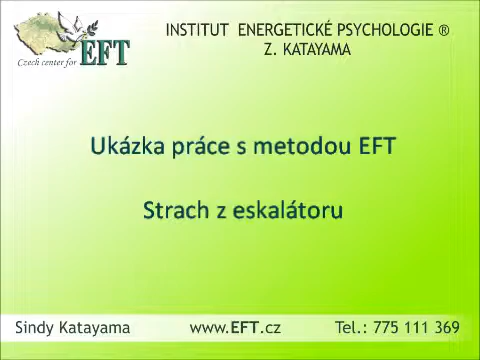 Czech center for EFT
INSTITUT ENERGETICKÉ PSYCHOLOGIE ®
Z. KATAYAMA
Ukázka práce s metodou EFT
Strach z eskalátoru
Sindy Katayama www.EFT.cz Tel.: 775 111 369